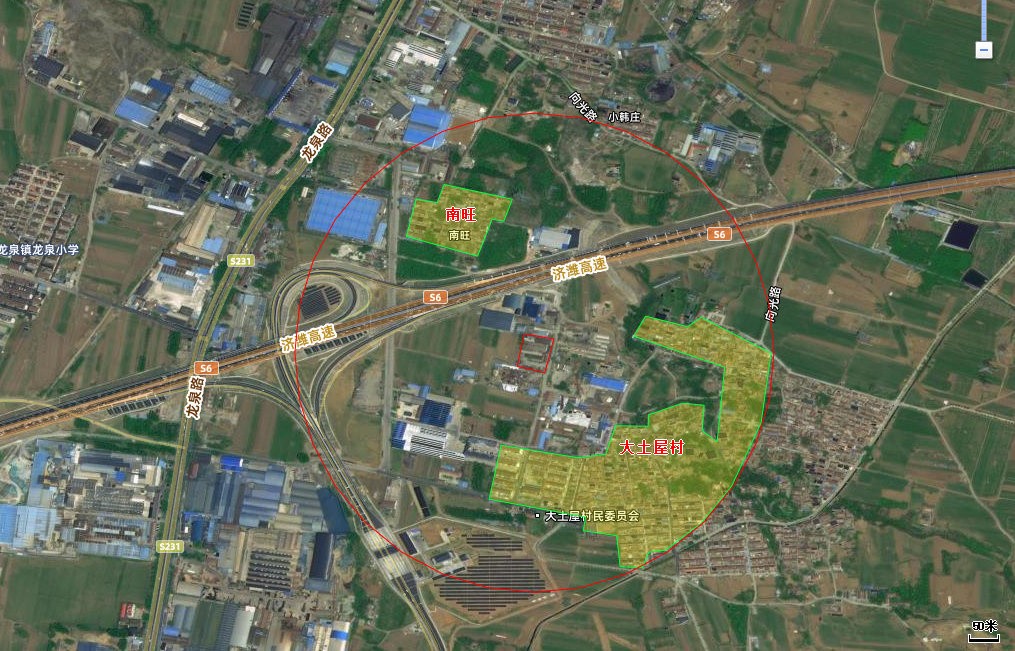 向光路
小韩庄
龙泉路
南旺
南旺
S6
龙泉镇龙泉小学
S231
济潍高速
S6
向光路
济潍高速
S6
龙泉路
大土屋村
大土屋村民委员会
S231
50米